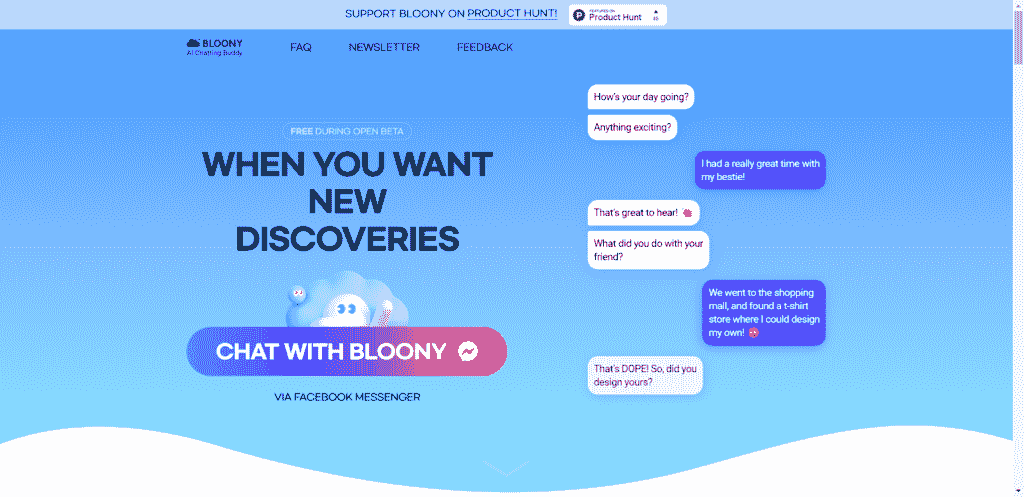 SUPPORT BLOONY ON PRODUCT HUNT!
FEATURED ON
Product Hunt
BLOONY
AI Chatting Buddy
FAQ
NEWSLETTER
FEEDBACK
FREE DURING OPEN BETA
WHEN YOU WANT
NEW
DISCOVERIES
CHAT WITH BLOONY
VIA FACEBOOK MESSENGER
How's your day going?
Anything exciting?
I had a really great time with
my bestie!
That's great to hear!
What did you do with your
friend?
We went to the shopping
mall, and found a t-shirt
store where I could design
my own!
That's DOPE! So, did you
design yours?